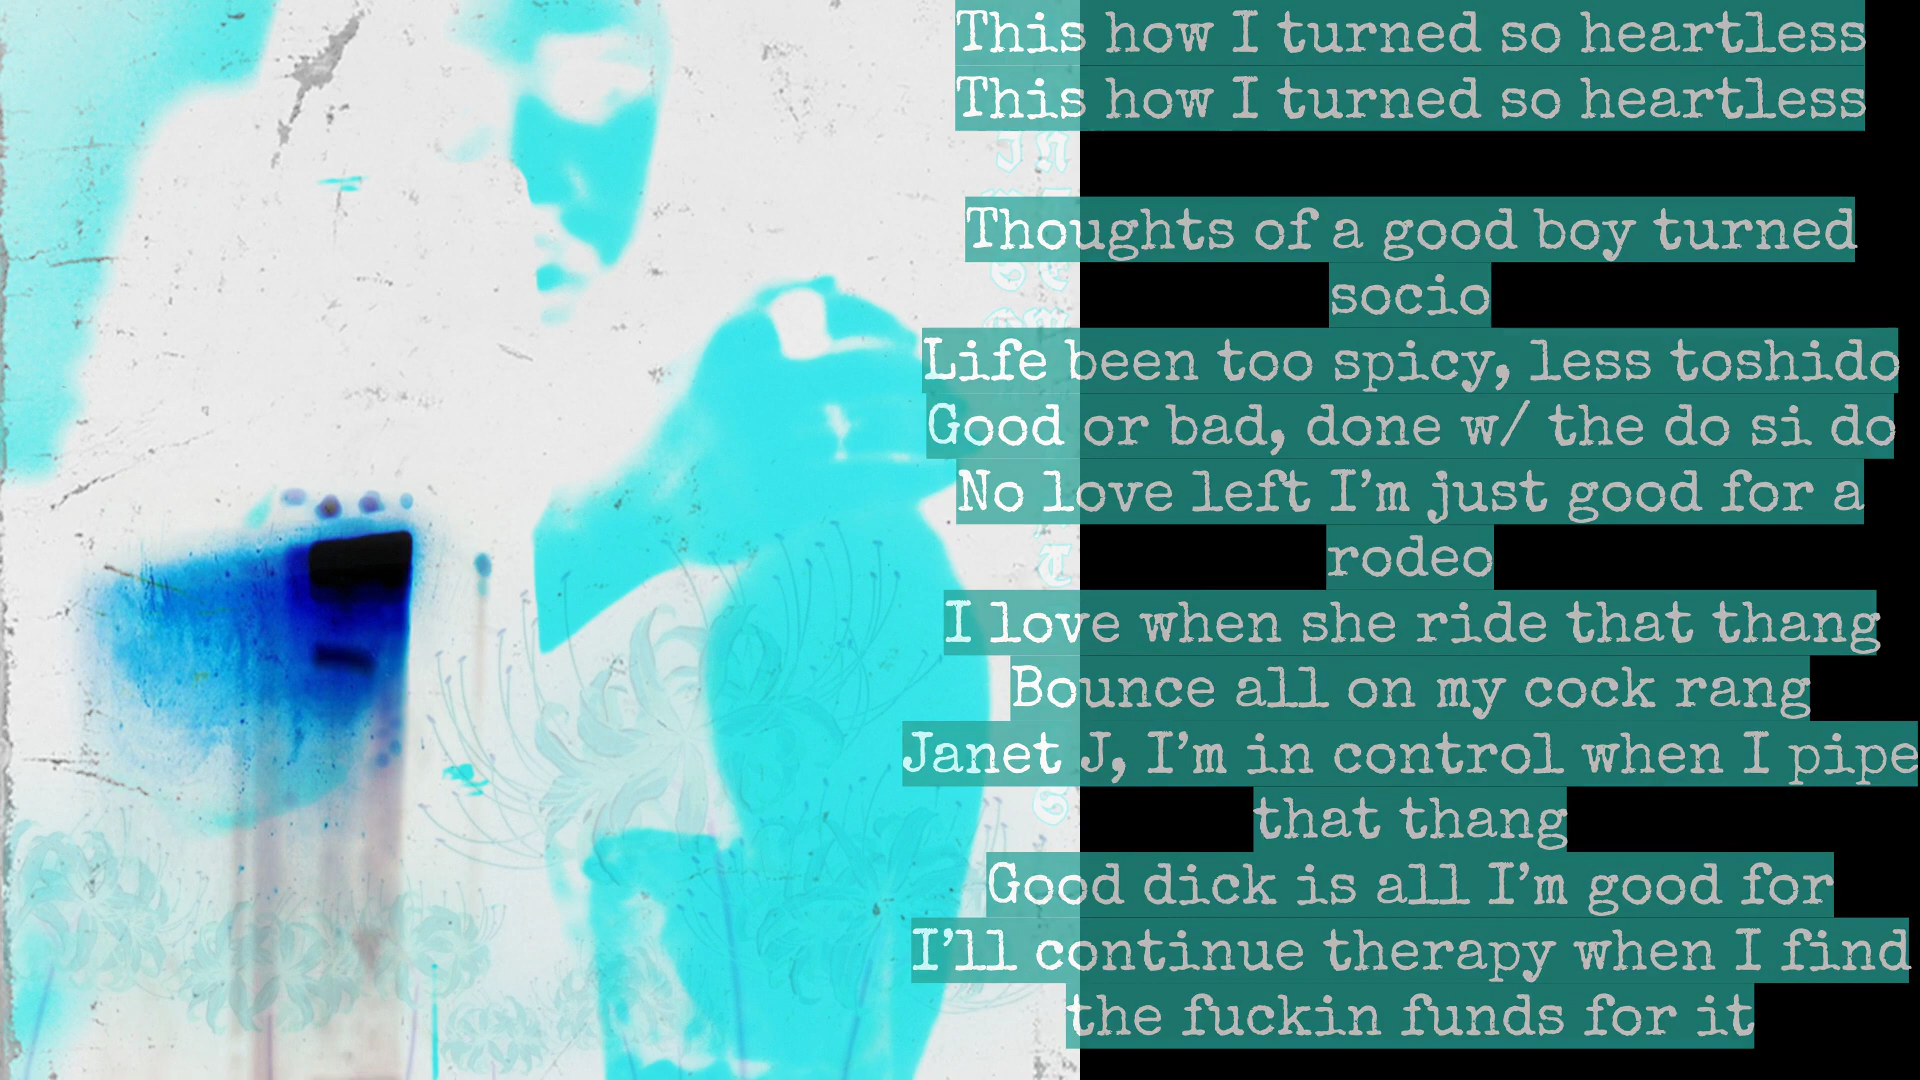 This how I turned so heartless
This how I turned so heartless
Thoughts of a good boy turned
socio
Life been too spicy, less toshido
Good or bad, done w/ the do si do
No love left I’m just good for a
rodeo
I love when she ride that thang
Bounce all on my cock rang
Janet J, I’m in control when I pipe
that thang
Good dick is all I’m good for
I’ll continue therapy when I find
the fuckin funds for it